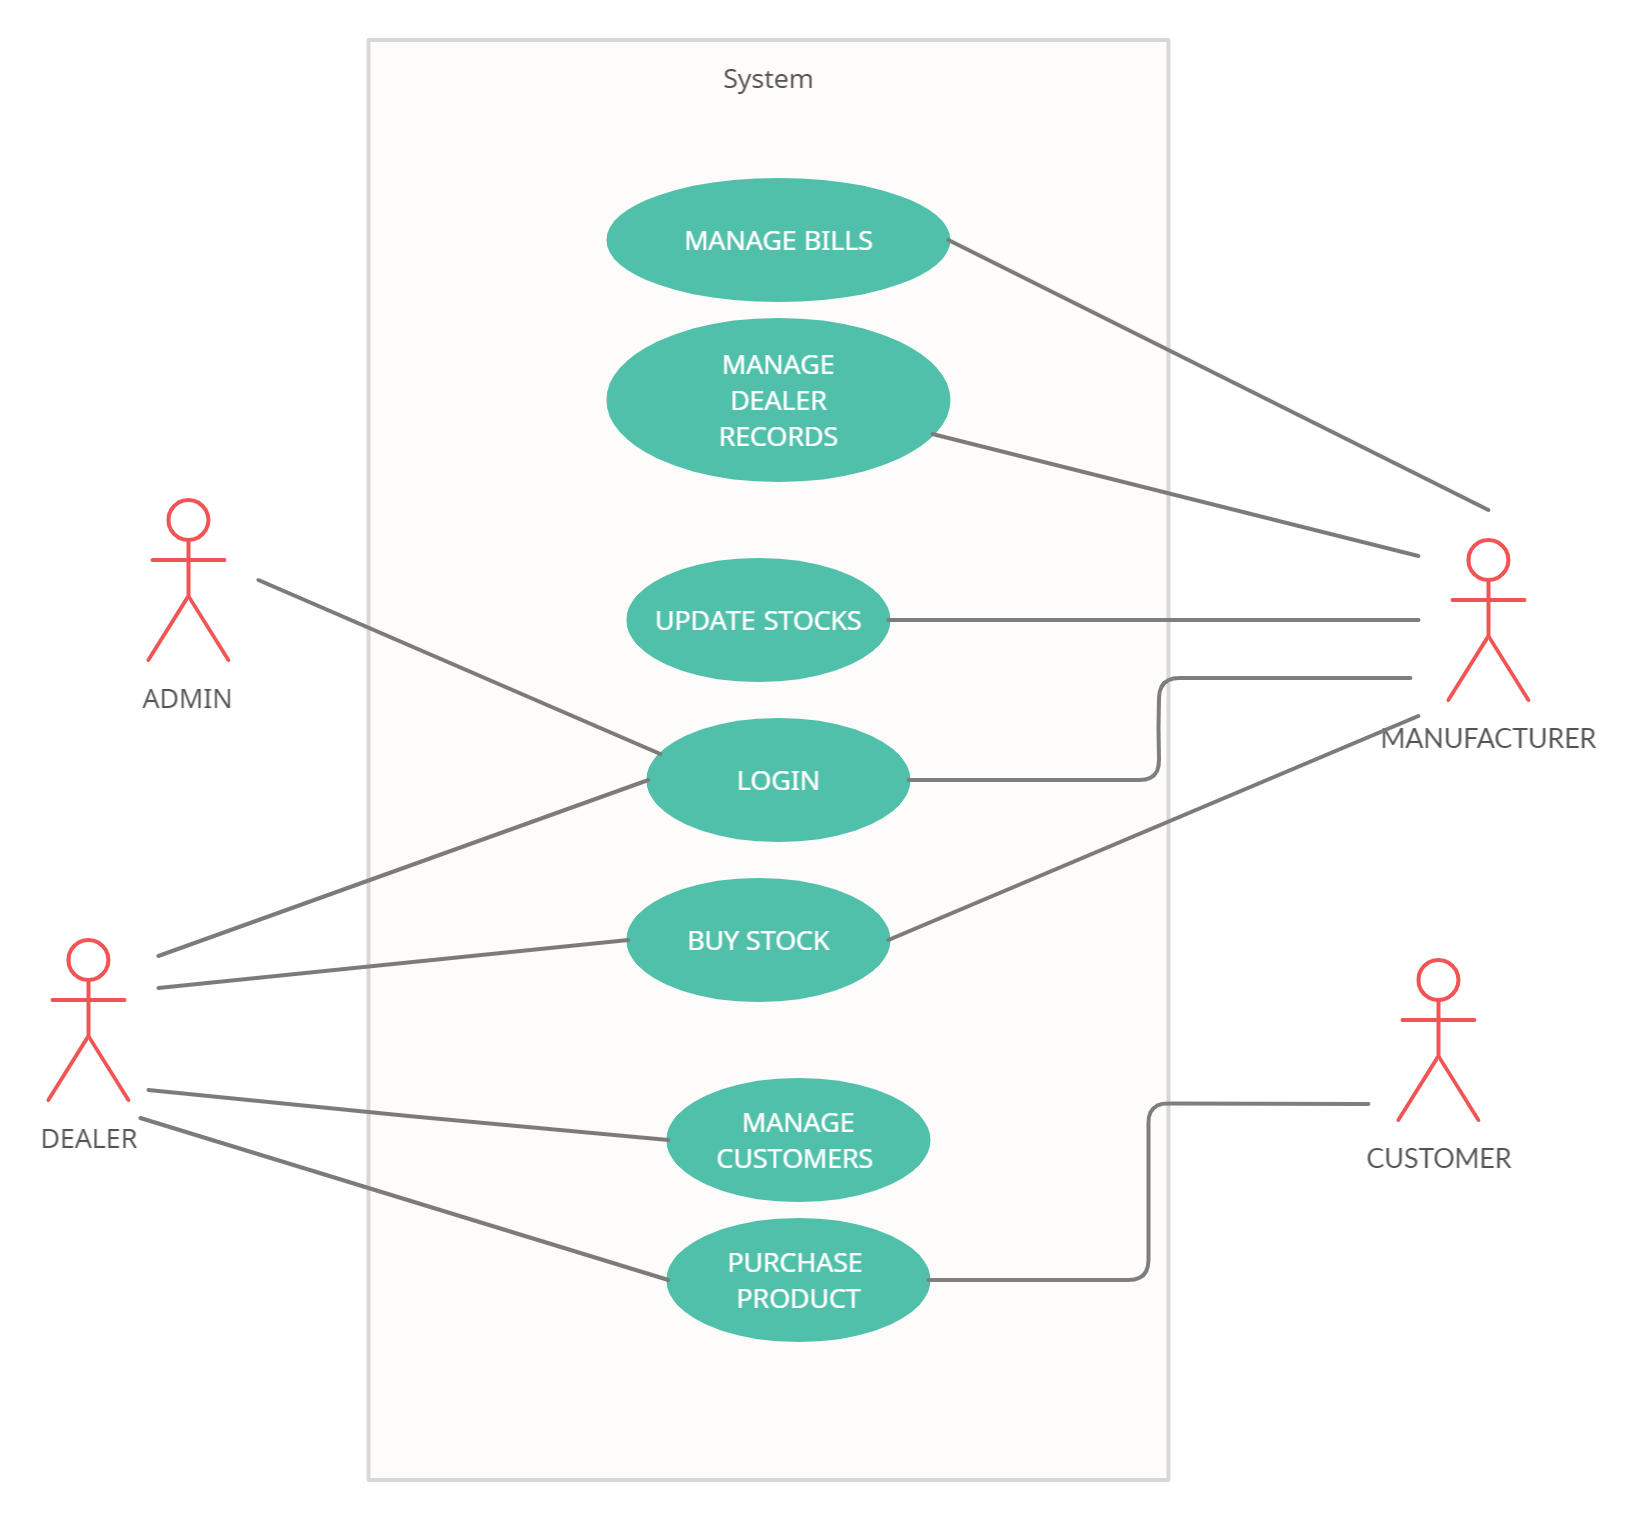 System
MANAGE BILLS
MANAGE
DEALER
RECORDS
UPDATE STOCKS
ADMIN
LOGIN
MANUFACTURER
BUY STOCK
DEALER
MANAGE
CUSTOMERS
CUSTOMER
PURCHASE
PRODUCT